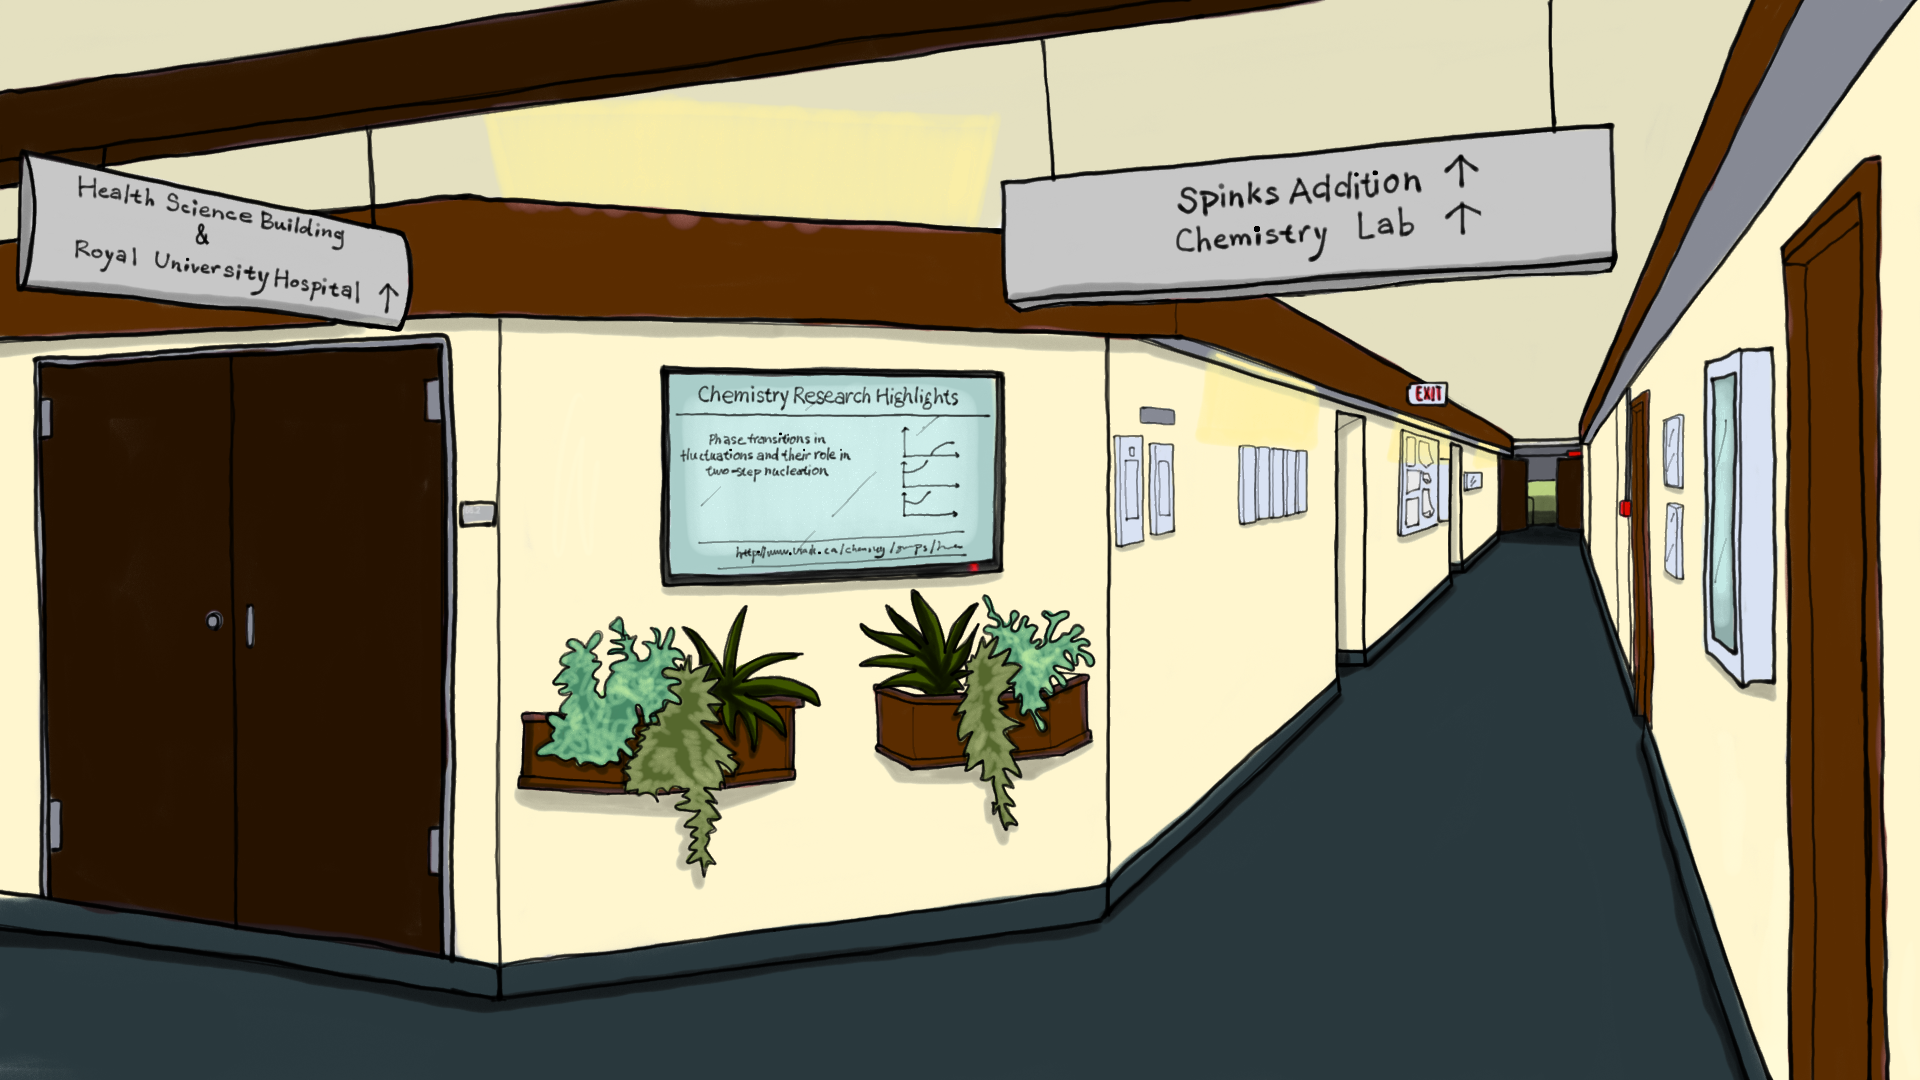 Health Science Building
&
Royal University Hospital ↑
Spinks Addition ↑
Chemistry Lab ↑
EXIT
Chemistry Research Highlights
Phase transitions in
fluctuations and their role in
two-step nucleation